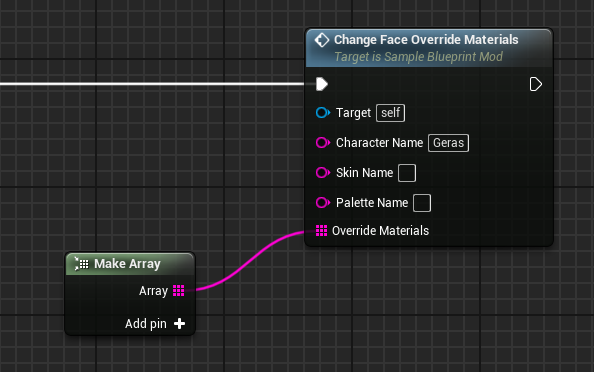 Change Face Override Materials
Target is Sample Blueprint Mod
Target self
Character Name Geras
Skin Name
Palette Name
Override Materials
Make Array
Array
Add pin